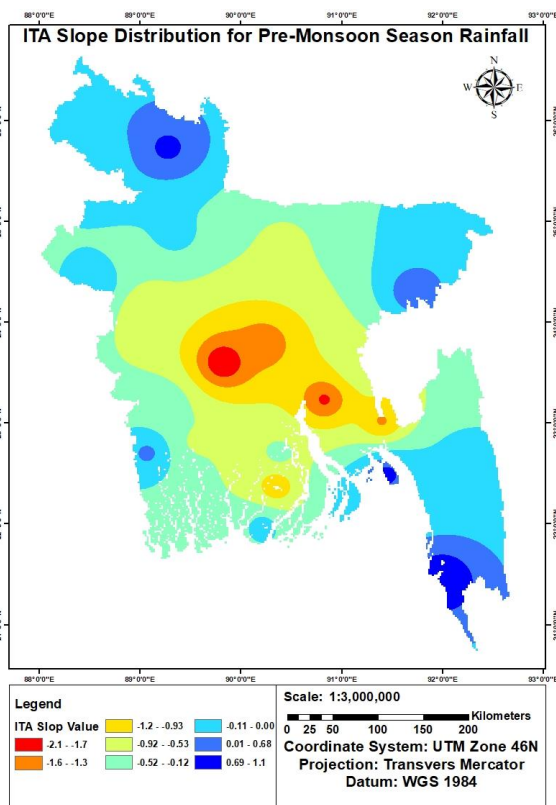 88°0'0"E 89°0'0"E 90°0'0"E 91°0'0"E 92°0'0"E 93°0'0"E
ITA Slope Distribution for Pre-Monsoon Season Rainfall
N
W E
S
88°0'0"E 89°0'0"E 90°0'0"E 91°0'0"E 92°0'0"E 93°0'0"E
Legend
ITA Slop Value
-2.1 - -1.7
-1.6 - -1.3
-1.2 - -0.93
-0.92 - -0.53
-0.52 - -0.12
-0.11 - 0.00
0.01 - 0.68
0.69 - 1.1
Scale: 1:3,000,000
Kilometers
0 25 50 100 150 200
Coordinate System: UTM Zone 46N
Projection: Transvers Mercator
Datum: WGS 1984